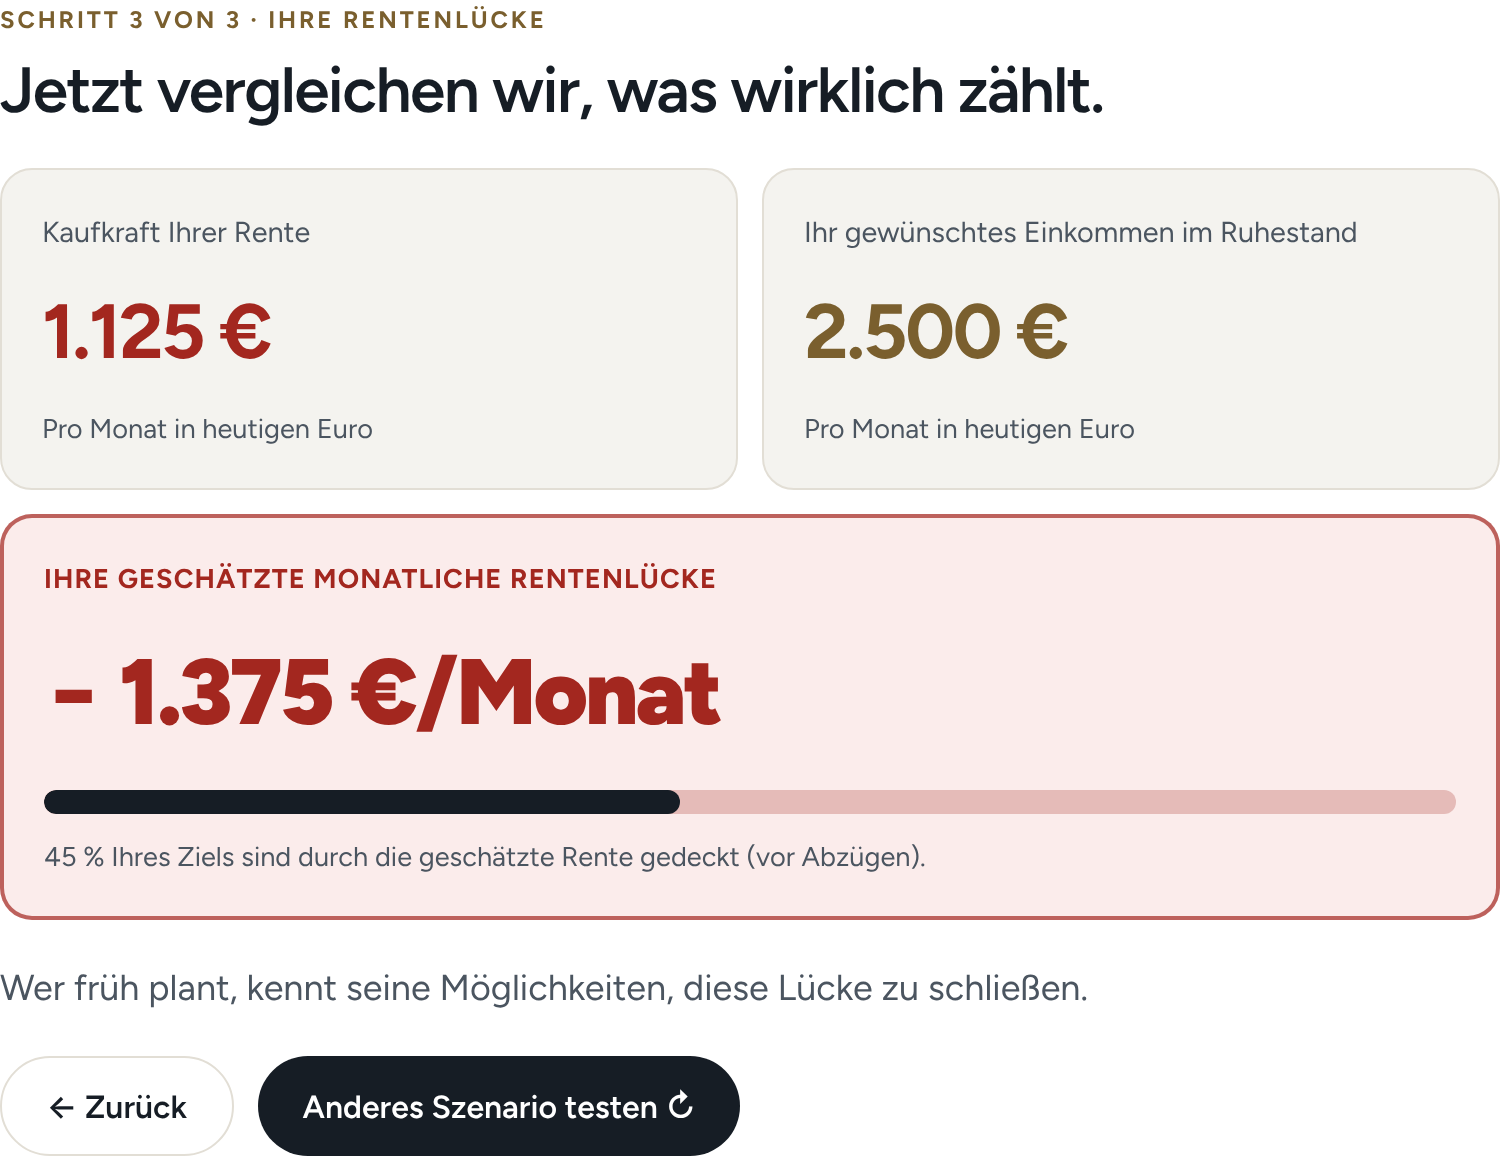 SCHRITT 3 VON 3 · IHRE RENTENLÜCKE
Jetzt vergleichen wir, was wirklich zählt.
Kaufkraft Ihrer Rente
1.125 €
Pro Monat in heutigen Euro
Ihr gewünschtes Einkommen im Ruhestand
2.500 €
Pro Monat in heutigen Euro
IHRE GESCHÄTZTE MONATLICHE RENTENLÜCKE
- 1.375 €/Monat
45 % Ihres Ziels sind durch die geschätzte Rente gedeckt (vor Abzügen).
Wer früh plant, kennt seine Möglichkeiten, diese Lücke zu schließen.
← Zurück
Anderes Szenario testen ↻